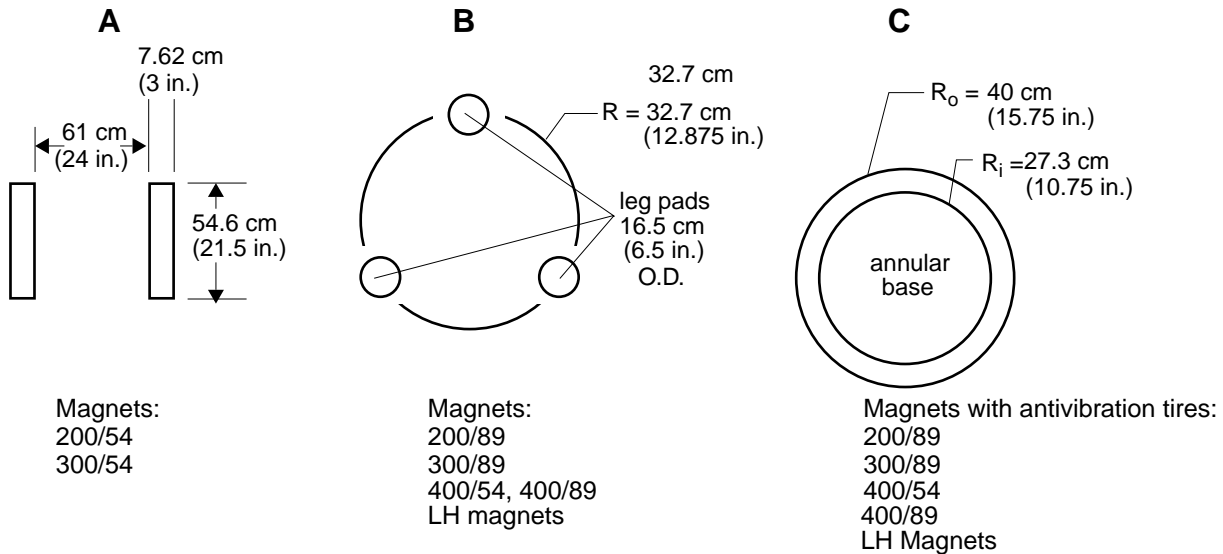 A
7.62 cm
(3 in.)
61 cm
(24 in.)
54.6 cm
(21.5 in.)
Magnets:
200/54
300/54
B
32.7 cm
R = 32.7 cm
(12.875 in.)
leg pads
16.5 cm
(6.5 in.)
O.D.
Magnets:
200/89
300/89
400/54, 400/89
LH magnets
C
Ro = 40 cm
(15.75 in.)
Ri =27.3 cm
(10.75 in.)
annular
base
Magnets with antivibration tires:
200/89
300/89
400/54
400/89
LH Magnets